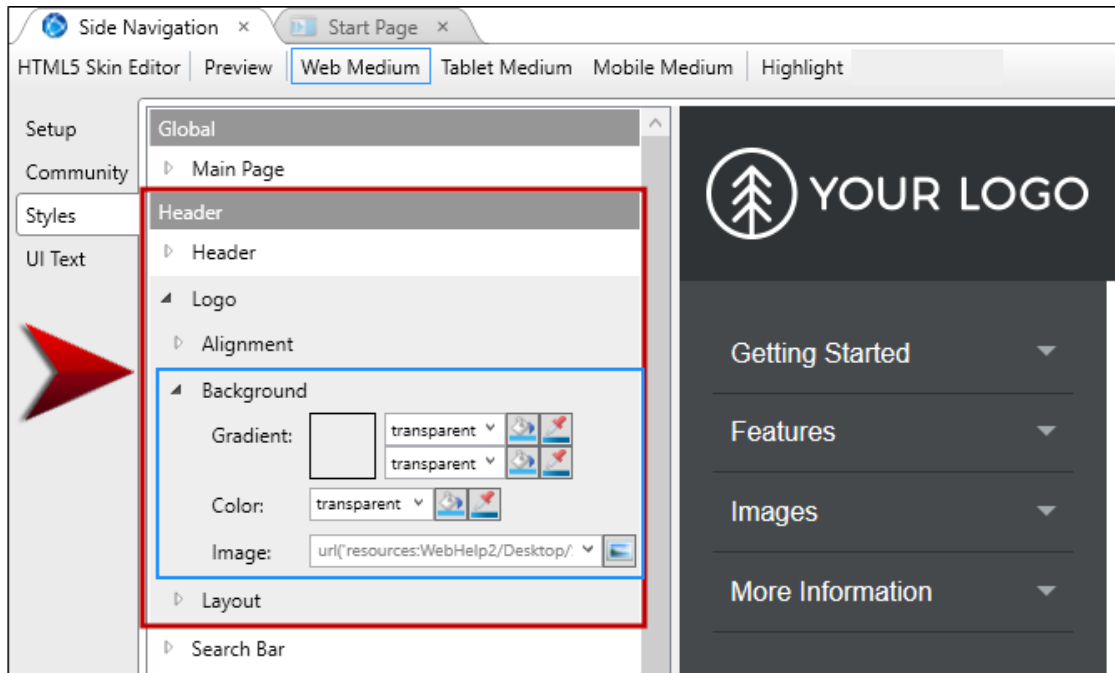 Side Navigation × Start Page ×
HTML5 Skin Editor Preview Web Medium Tablet Medium Mobile Medium Highlight
Setup
Community
Styles
UI Text
Global
Main Page
Header
Header
Logo
Alignment
Background
Gradient: transparent
transparent
Color: transparent
Image: url('resources:WebHelp2/Desktop/
Layout
Search Bar
YOUR LOGO
Getting Started
Features
Images
More Information